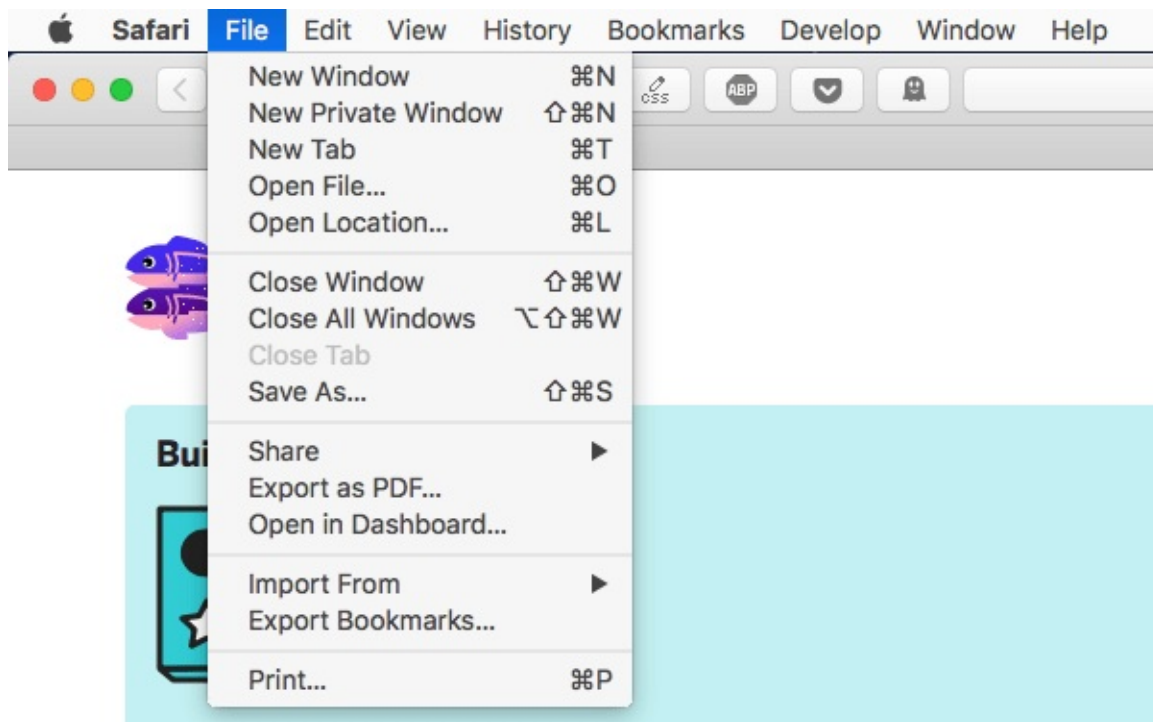 Safari File Edit View History Bookmarks Develop Window Help
css ABP
New Window ⌘N
New Private Window ⇧⌘N
New Tab ⌘T
Open File... ⌘O
Open Location... ⌘L
Close Window ⇧⌘W
Close All Windows ⌥⇧⌘W
Close Tab
Save As... ⇧⌘S
Bui
Share ▶
Export as PDF...
Open in Dashboard...
Import From ▶
Export Bookmarks...
Print... ⌘P